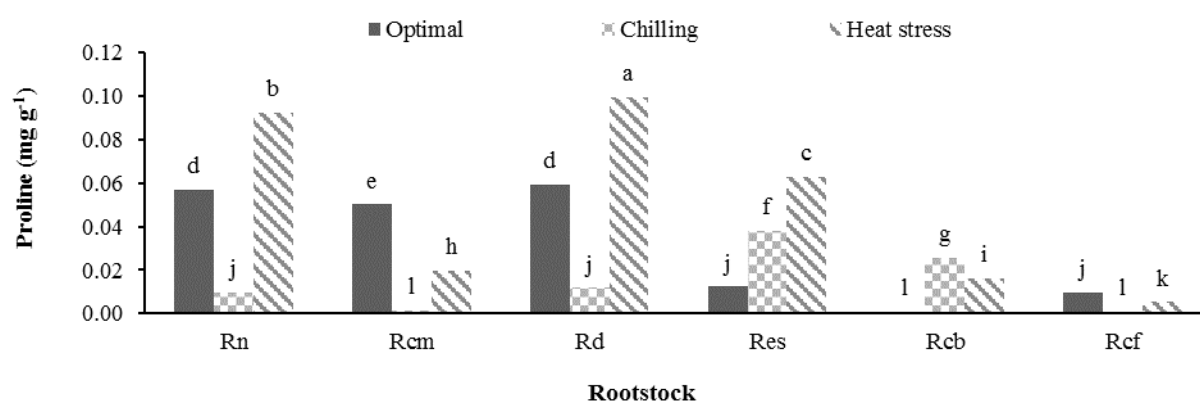 Optimal Chilling Heat stress
Proline (mg g⁻¹)
0.12
0.10
0.08
0.06
0.04
0.02
0.00
d j b
e l h
d j a
j f c
l g i
j l k
Rn Rcm Rd Res Rcb Rcf
Rootstock